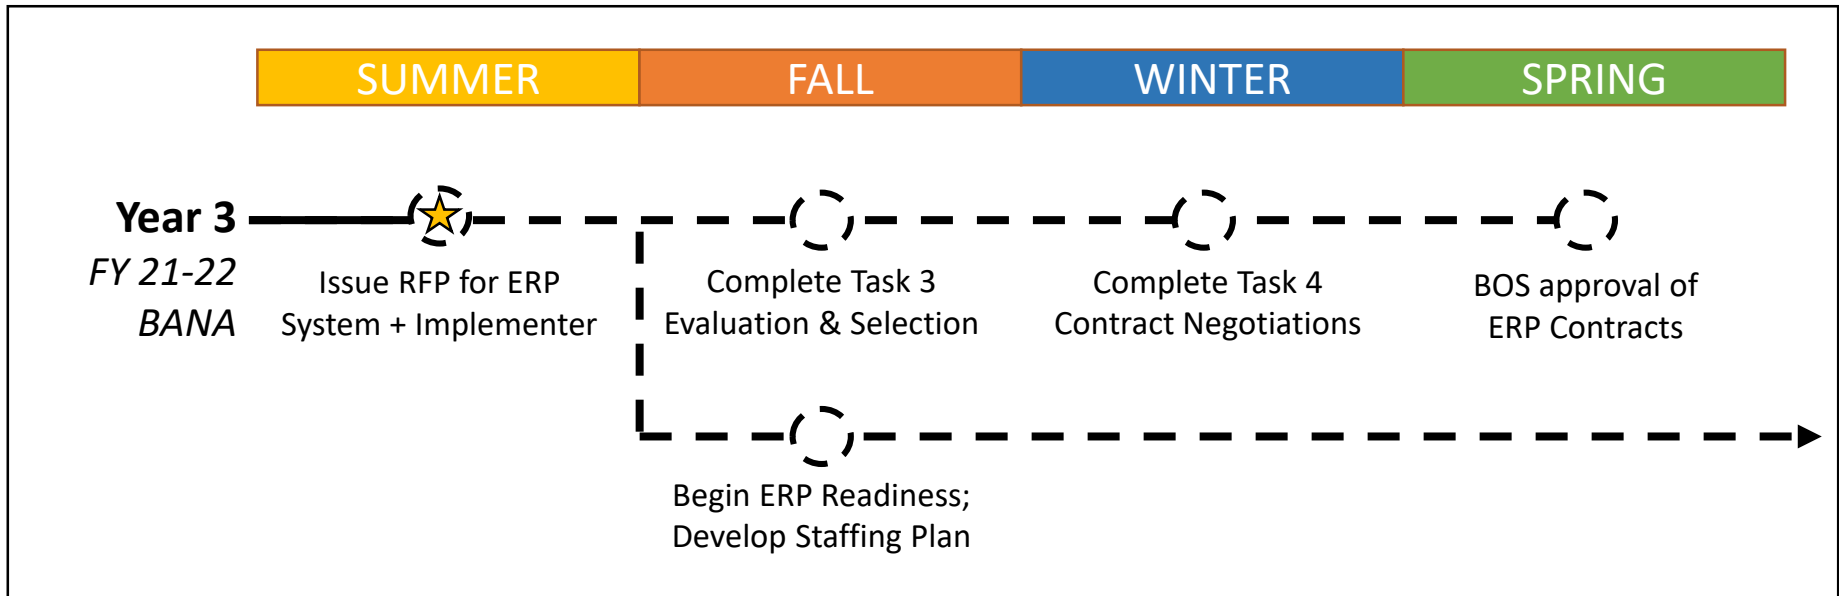 SUMMER
FALL
WINTER
SPRING
Year 3
FY 21-22
BANA
Issue RFP for ERP
System + Implementer
Complete Task 3
Evaluation & Selection
Complete Task 4
Contract Negotiations
BOS approval of
ERP Contracts
Begin ERP Readiness;
Develop Staffing Plan